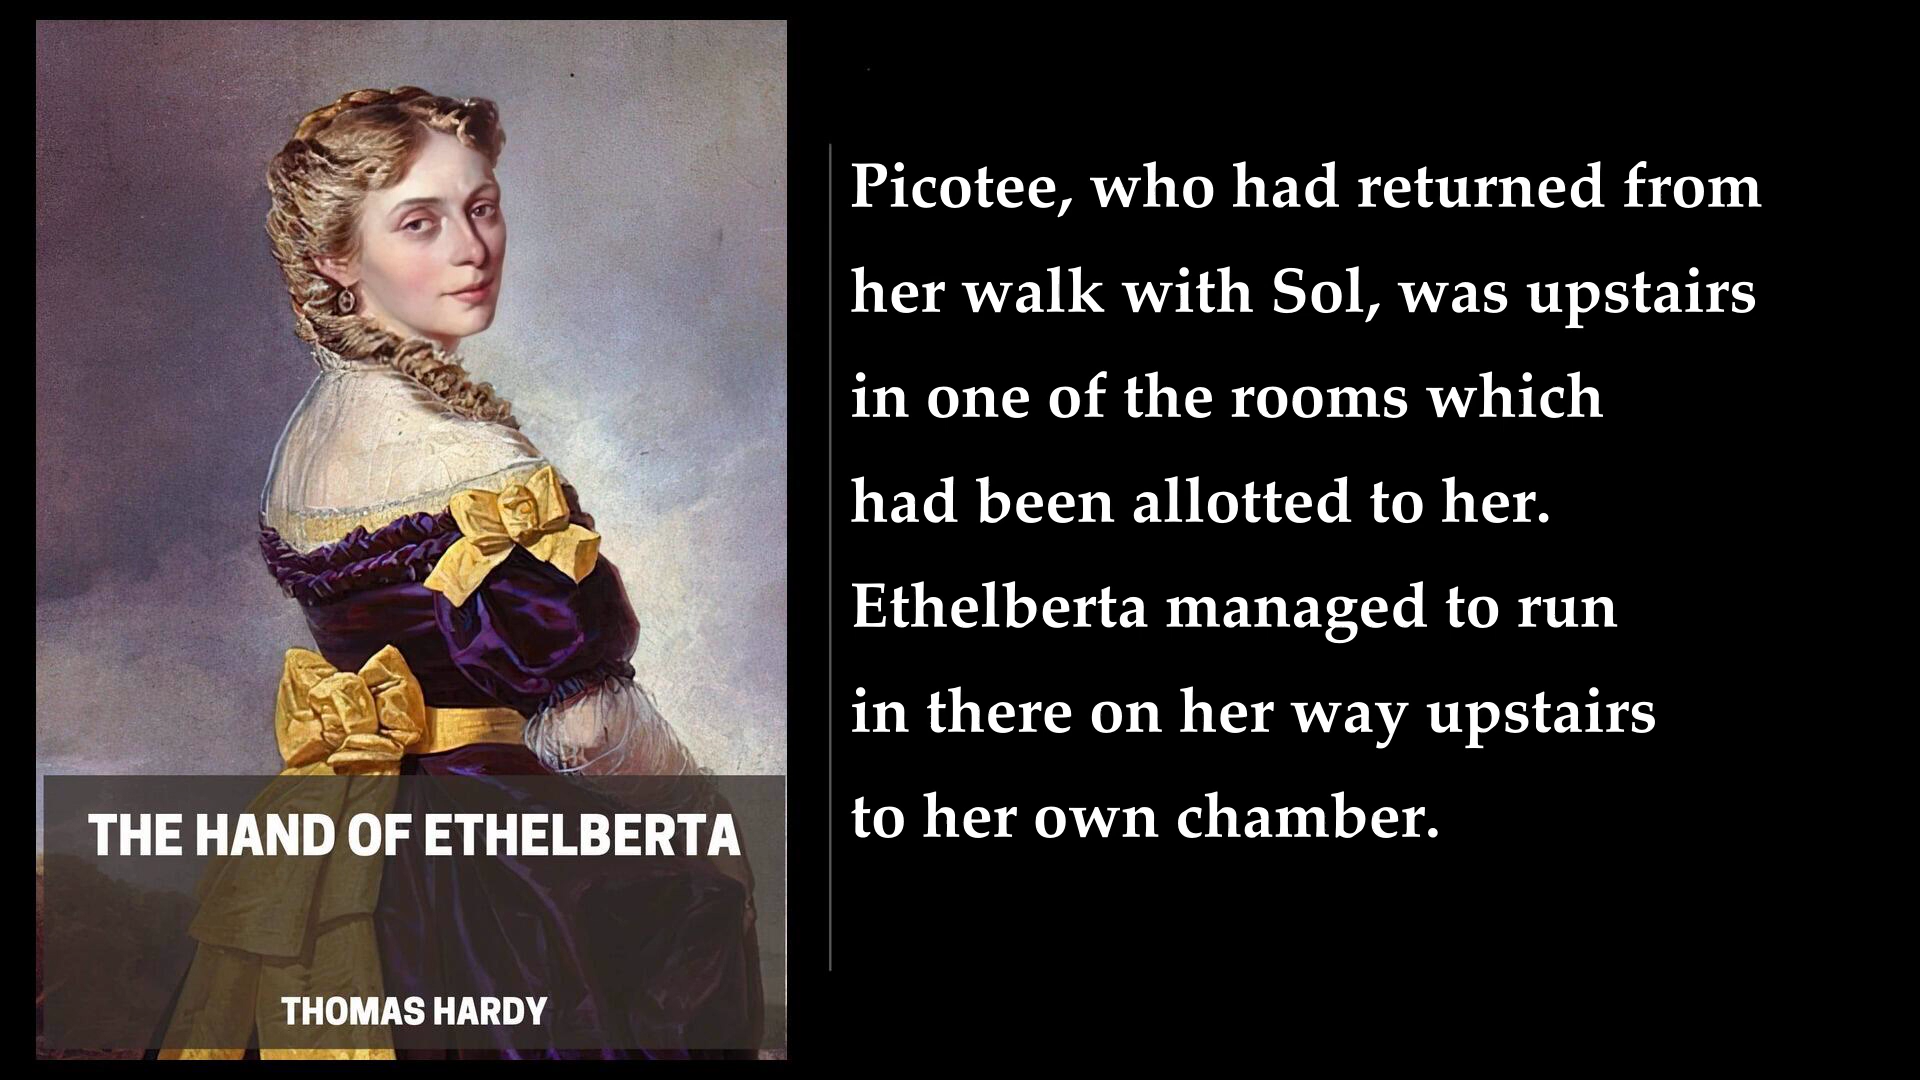 THE HAND OF ETHELBERTA
THOMAS HARDY
Picotee, who had returned from
her walk with Sol, was upstairs
in one of the rooms which
had been allotted to her.
Ethelberta managed to run
in there on her way upstairs
to her own chamber.